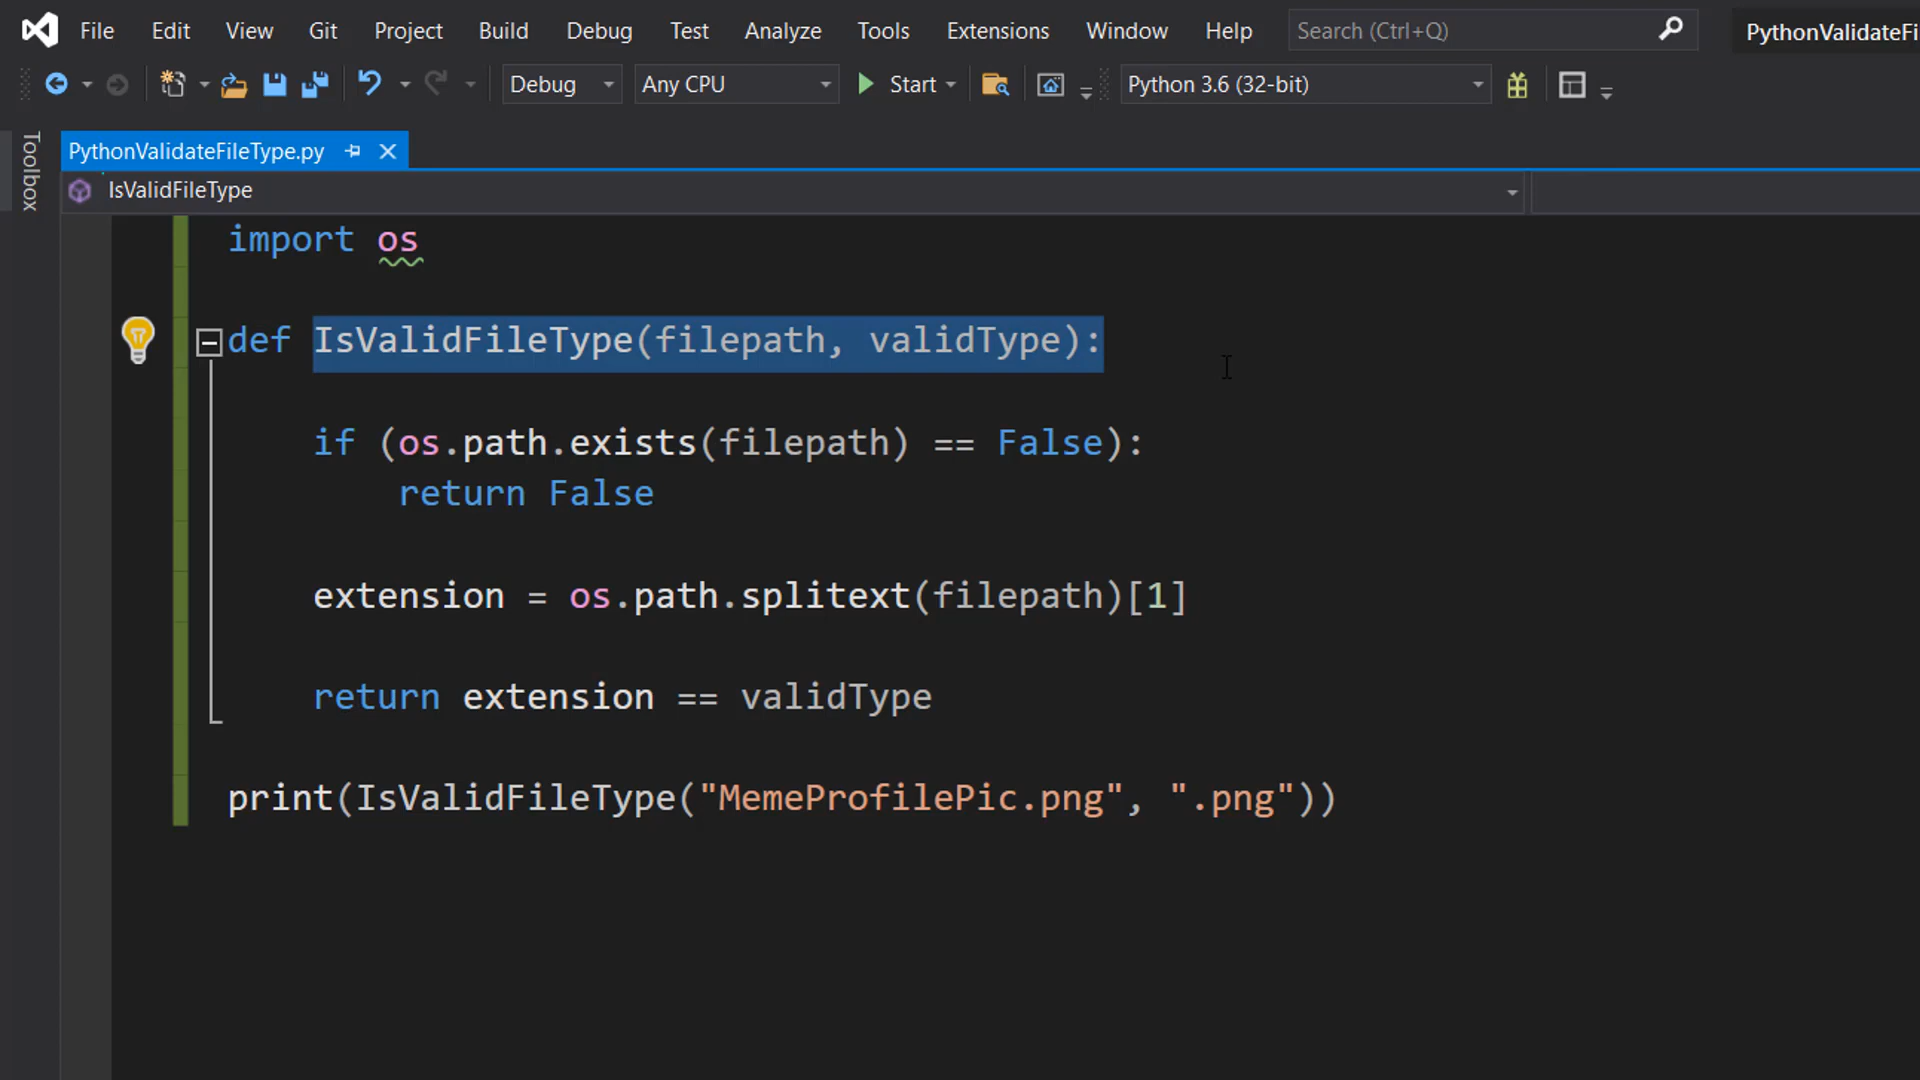 File Edit View Git Project Build Debug Test Analyze Tools Extensions Window Help Search (Ctrl+Q) PythonValidateFi
Debug Any CPU Start Python 3.6 (32-bit)
Toolbox
PythonValidateFileType.py
IsValidFileType
import os
def IsValidFileType(filepath, validType):
if (os.path.exists(filepath) == False):
return False
extension = os.path.splitext(filepath)[1]
return extension == validType
print(IsValidFileType("MemeProfilePic.png", ".png"))